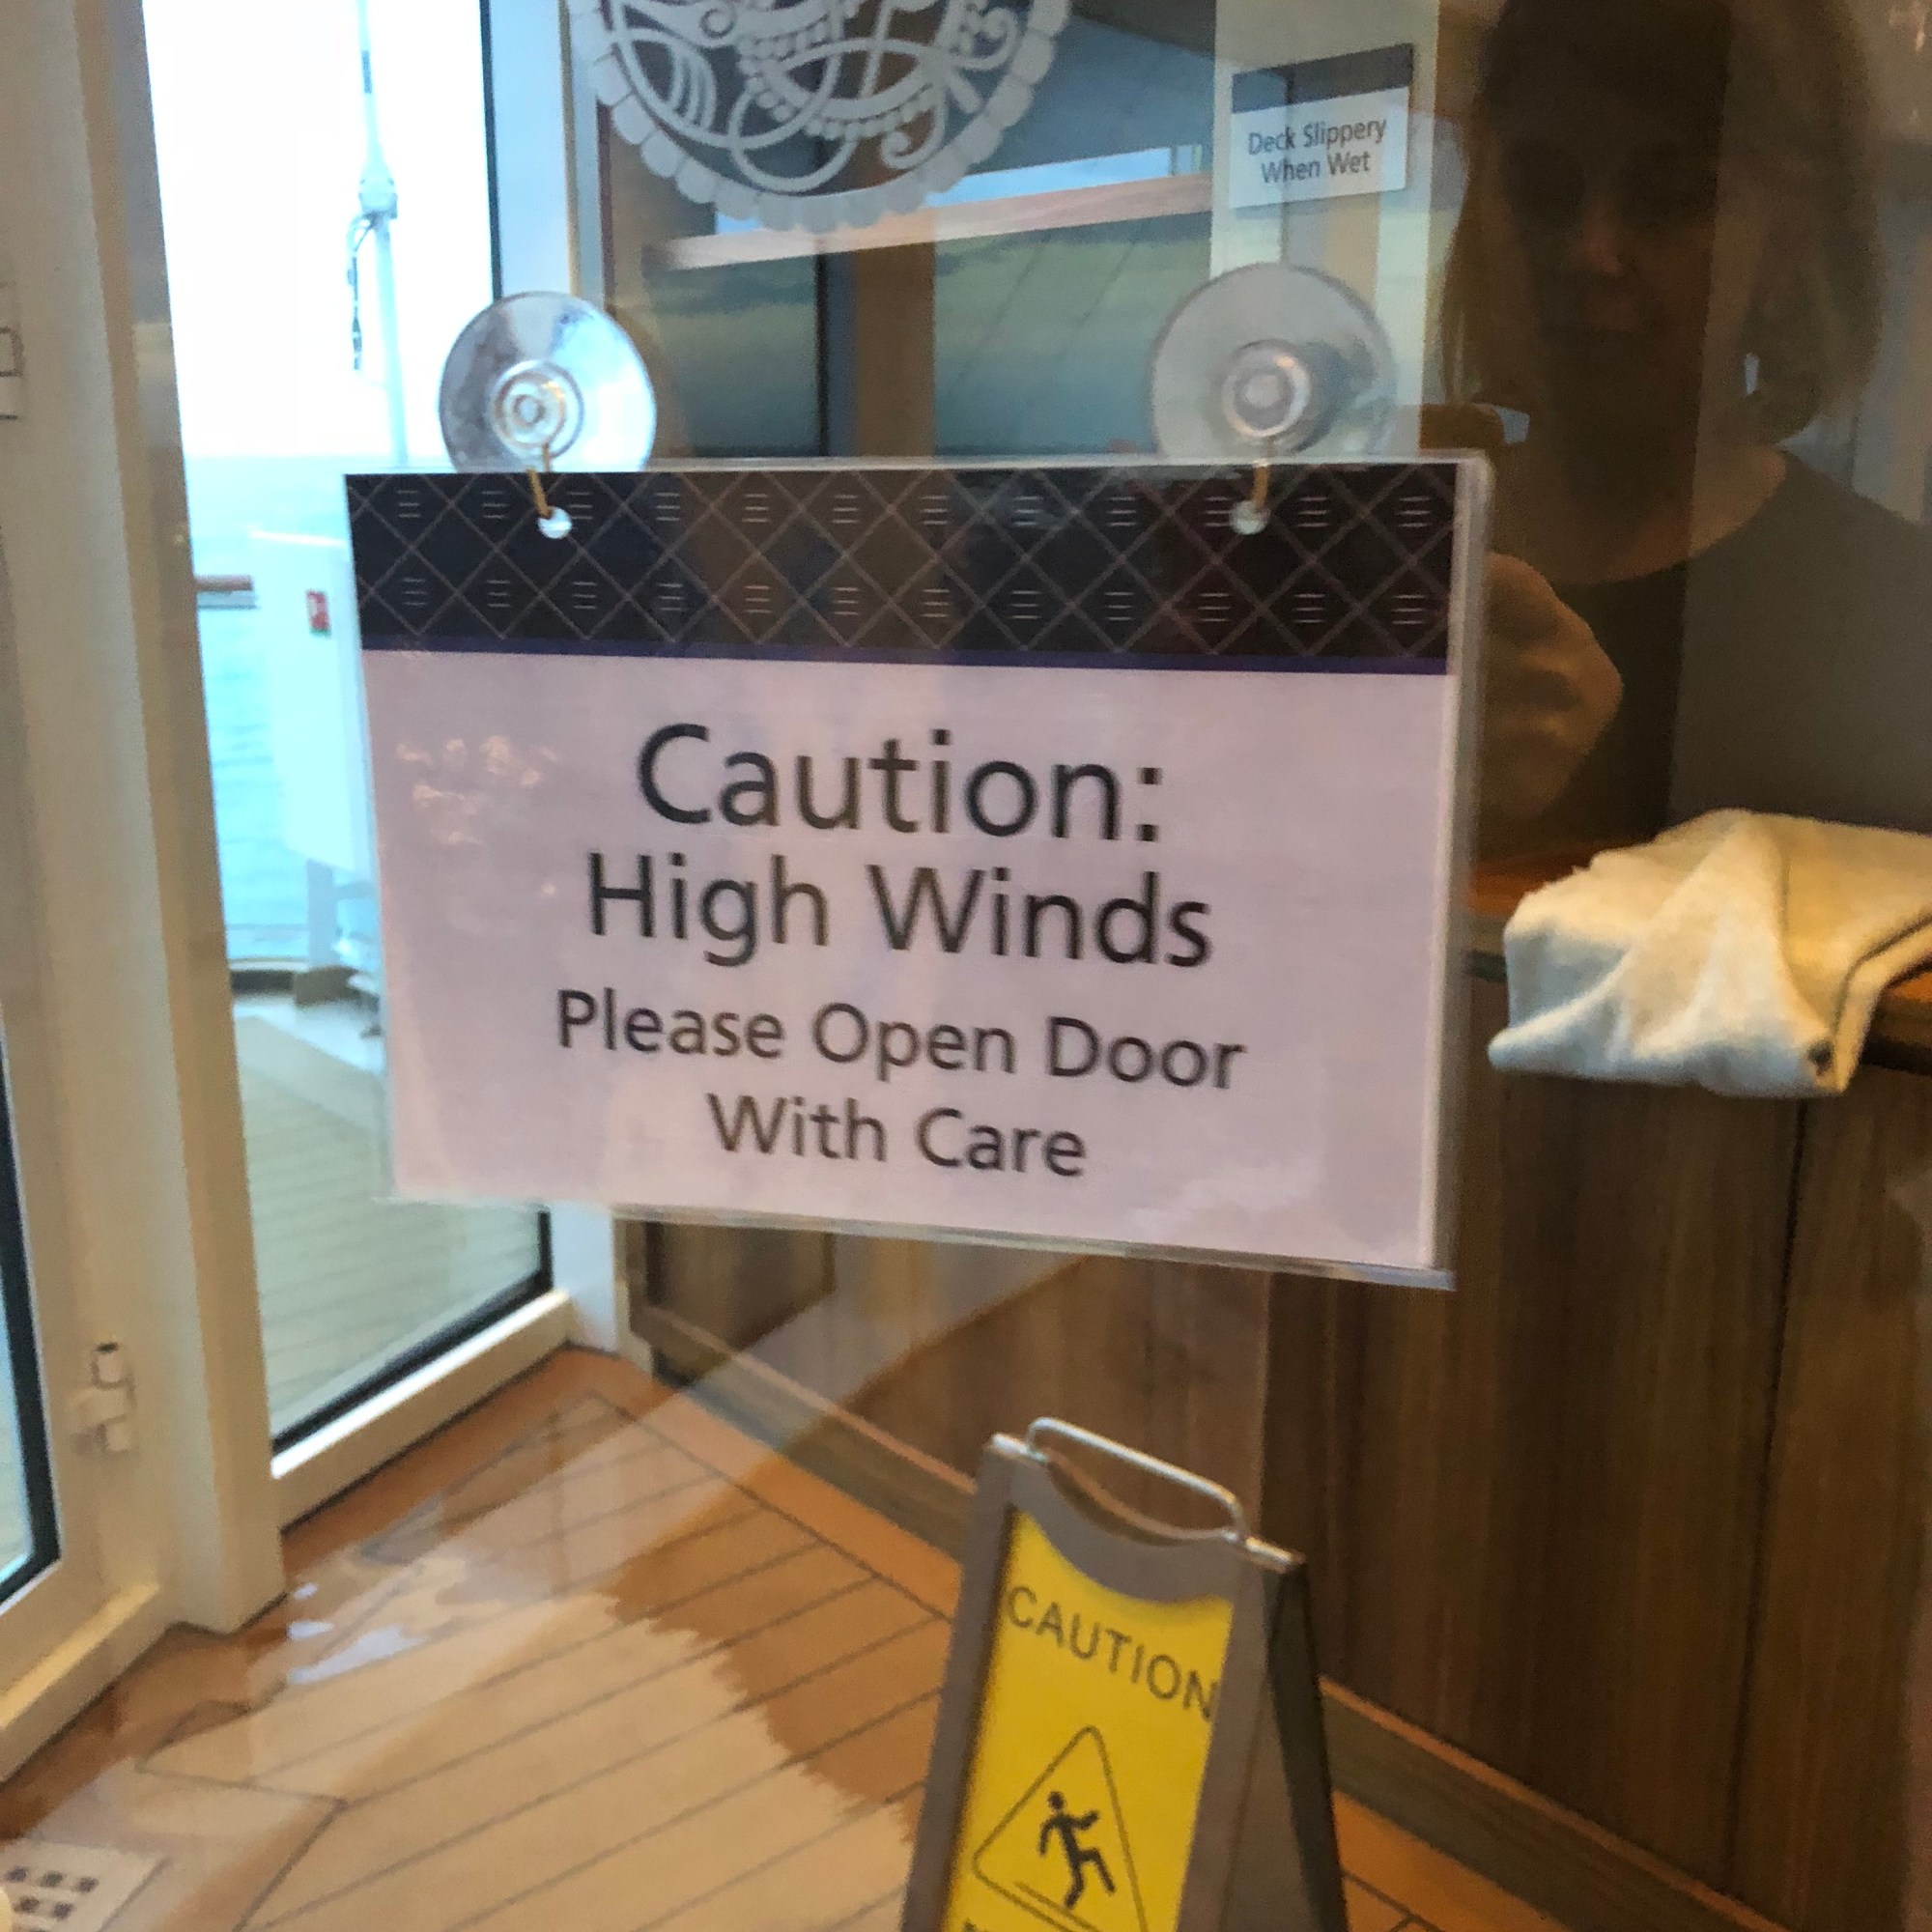 Deck Slippery
When Wet
Caution:
High Winds
Please Open Door
With Care
CAUTION